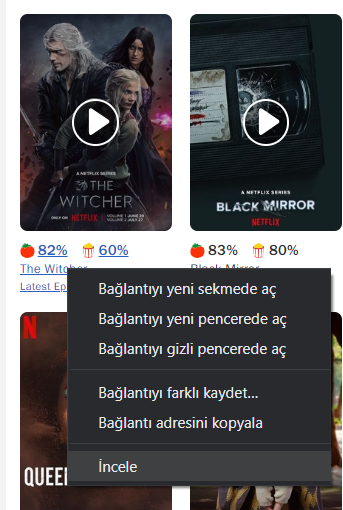 A NETFLIX SERIES
THE WITCHER
ONLY ON NETFLIX VOLUME 1 JUNE 29 VOLUME 2 JULY 27
A NETFLIX SERIES
BLACK MIRROR
NETFLIX
82% 60%
83% 80%
The Witcher
Black Mirror
Latest Ep
Bağlantıyı yeni sekmede aç
Bağlantıyı yeni pencerede aç
Bağlantıyı gizli pencerede aç
Bağlantıyı farklı kaydet...
Bağlantı adresini kopyala
İncele
N
QUEE